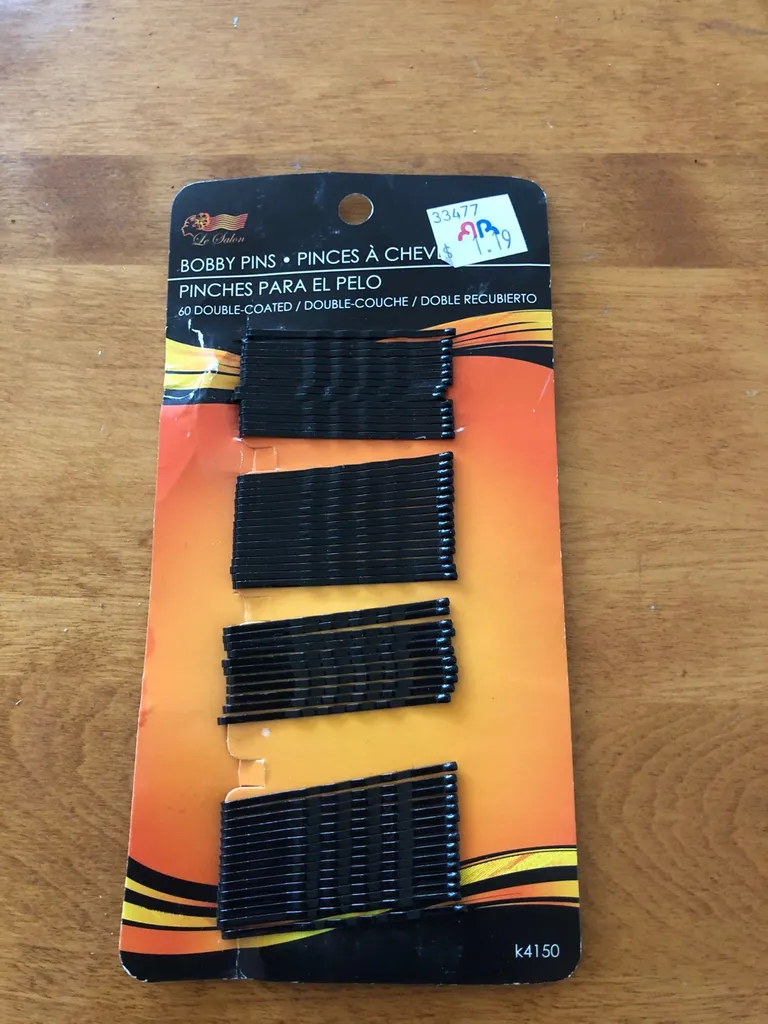 Le Salon
33477
AR
$ 1.19
BOBBY PINS • PINCES À
PINCHES PARA EL PELO
60 DOUBLE-COATED / DOUBLE-COUCHE / DOBLE RECUBIERTO
k4150